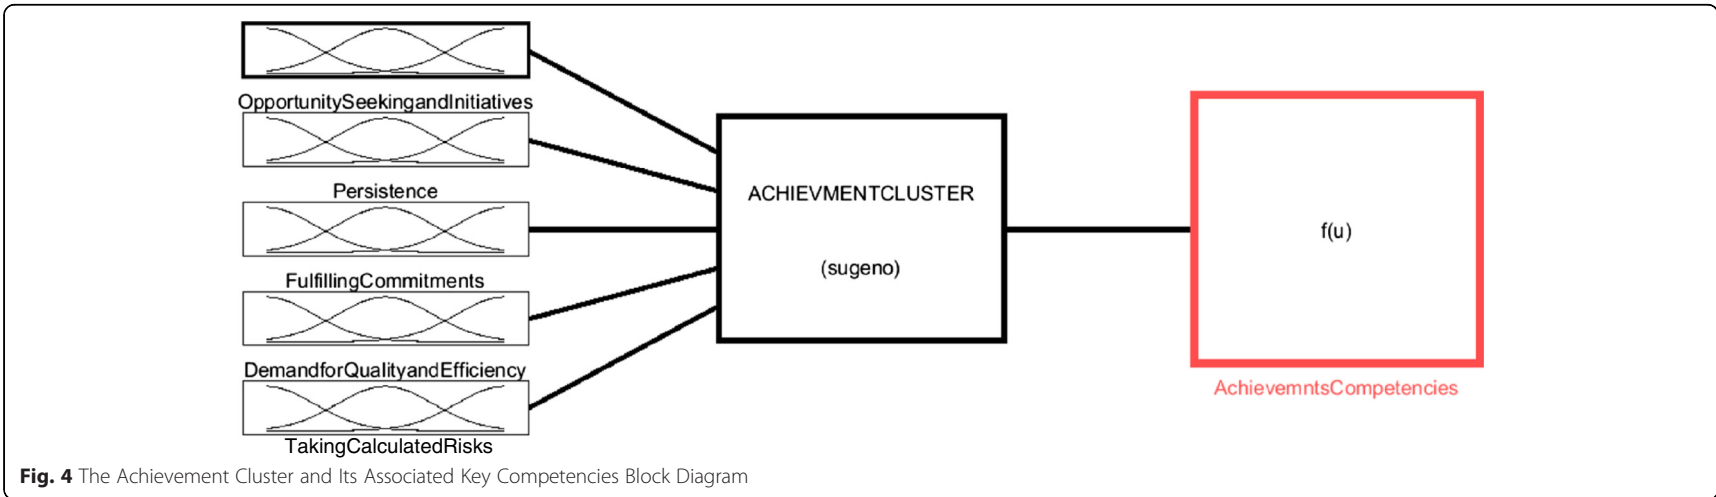 OpportunitySeekingandInitiatives
Persistence
FulfillingCommitments
DemandforQualityandEfficiency
TakingCalculatedRisks
ACHIEVMENTCLUSTER
(sugeno)
f(u)
AchievemntsCompetencies
Fig. 4 The Achievement Cluster and Its Associated Key Competencies Block Diagram